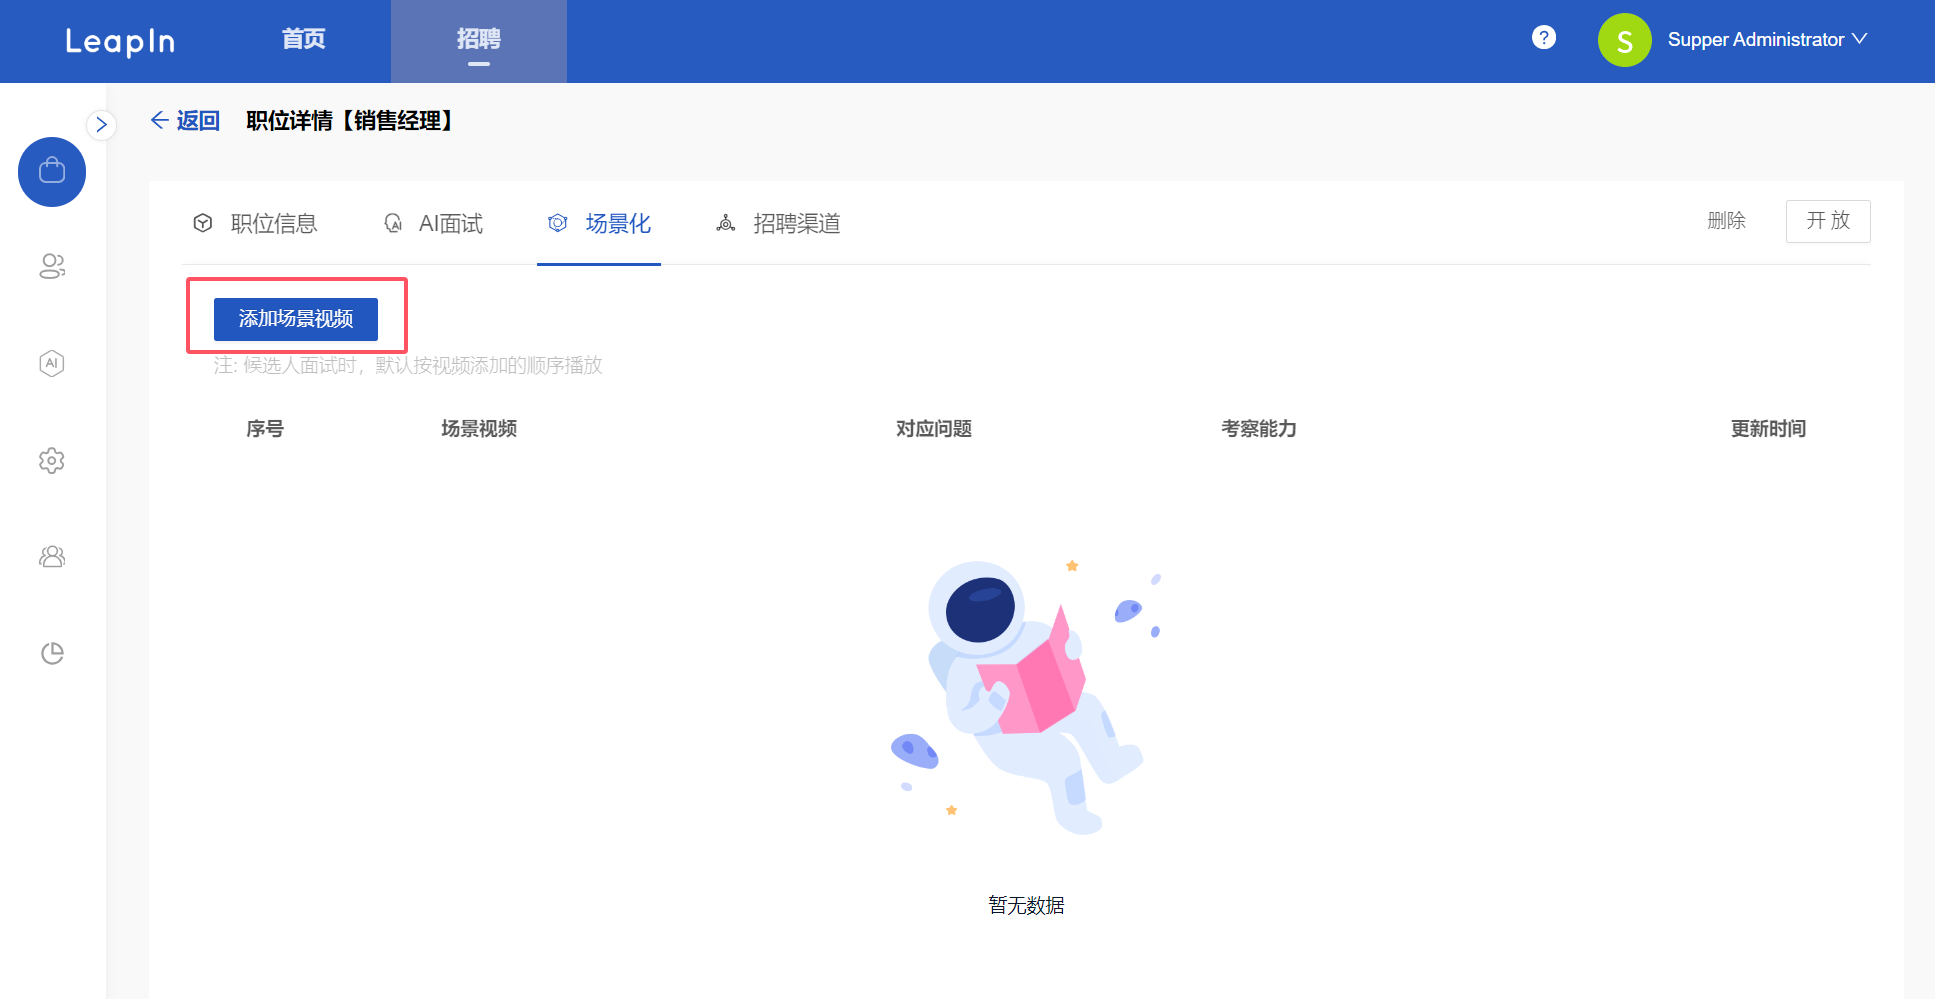 LeapIn
首页
招聘
?
S
Supper Administrator
返回
职位详情【销售经理】
职位信息
AI面试
场景化
招聘渠道
删除
开 放
添加场景视频
注: 候选人面试时，默认按视频添加的顺序播放
AI
序号
场景视频
对应问题
考察能力
更新时间
暂无数据